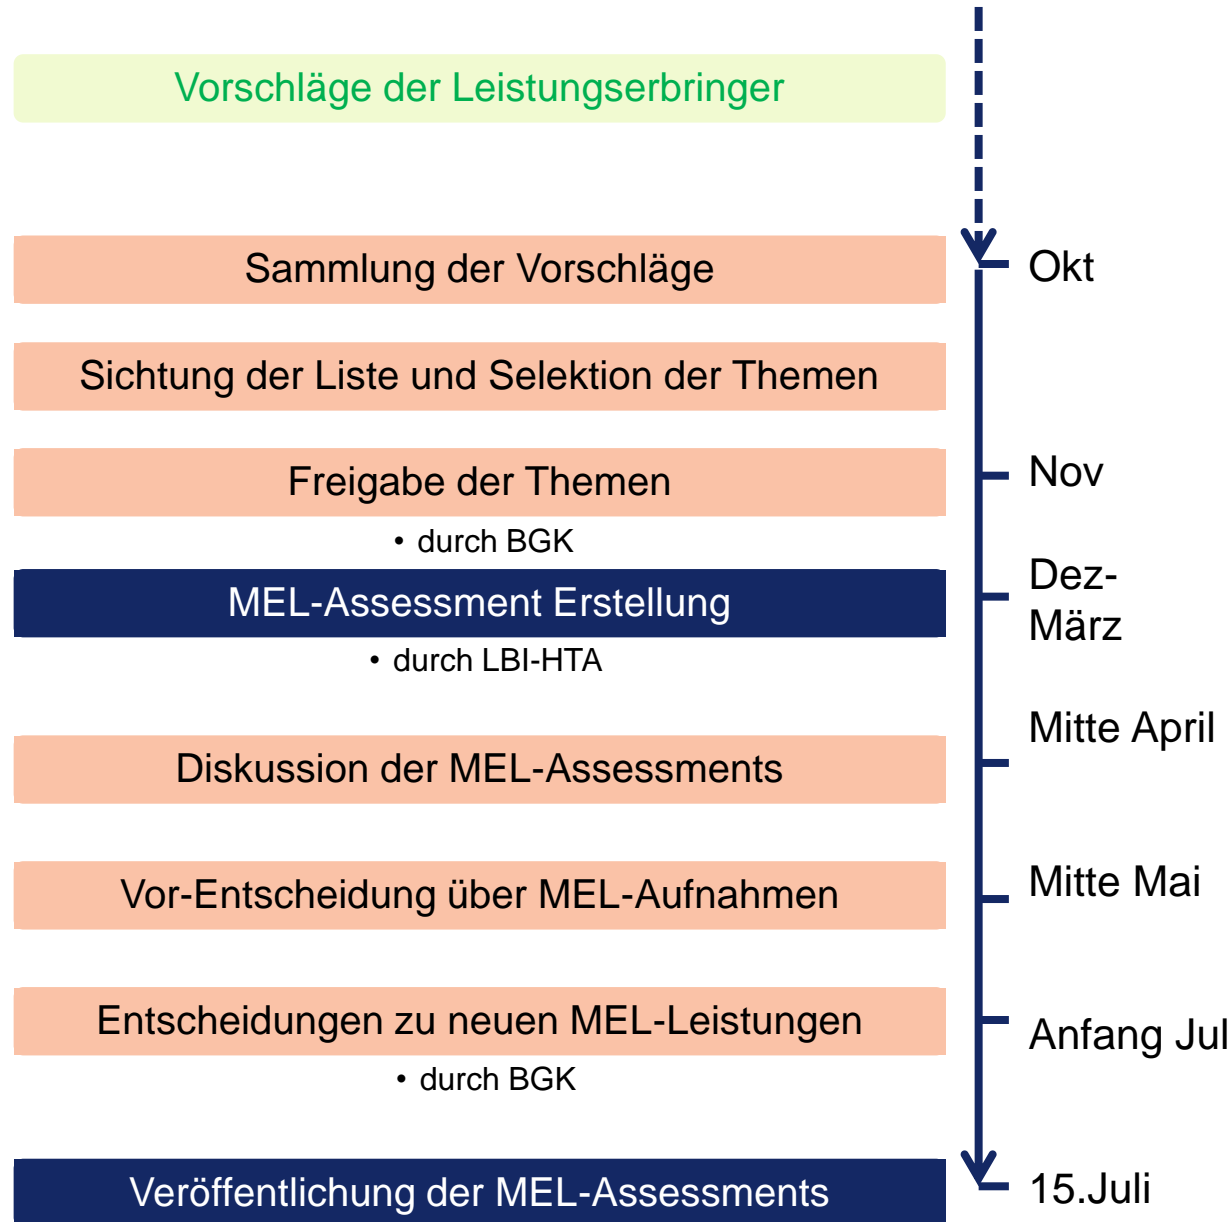 Vorschläge der Leistungserbringer
Sammlung der Vorschläge
Okt
Sichtung der Liste und Selektion der Themen
Freigabe der Themen
Nov
• durch BGK
MEL-Assessment Erstellung
Dez-
März
• durch LBI-HTA
Diskussion der MEL-Assessments
Mitte April
Vor-Entscheidung über MEL-Aufnahmen
Mitte Mai
Entscheidungen zu neuen MEL-Leistungen
Anfang Jul
• durch BGK
Veröffentlichung der MEL-Assessments
15.Juli